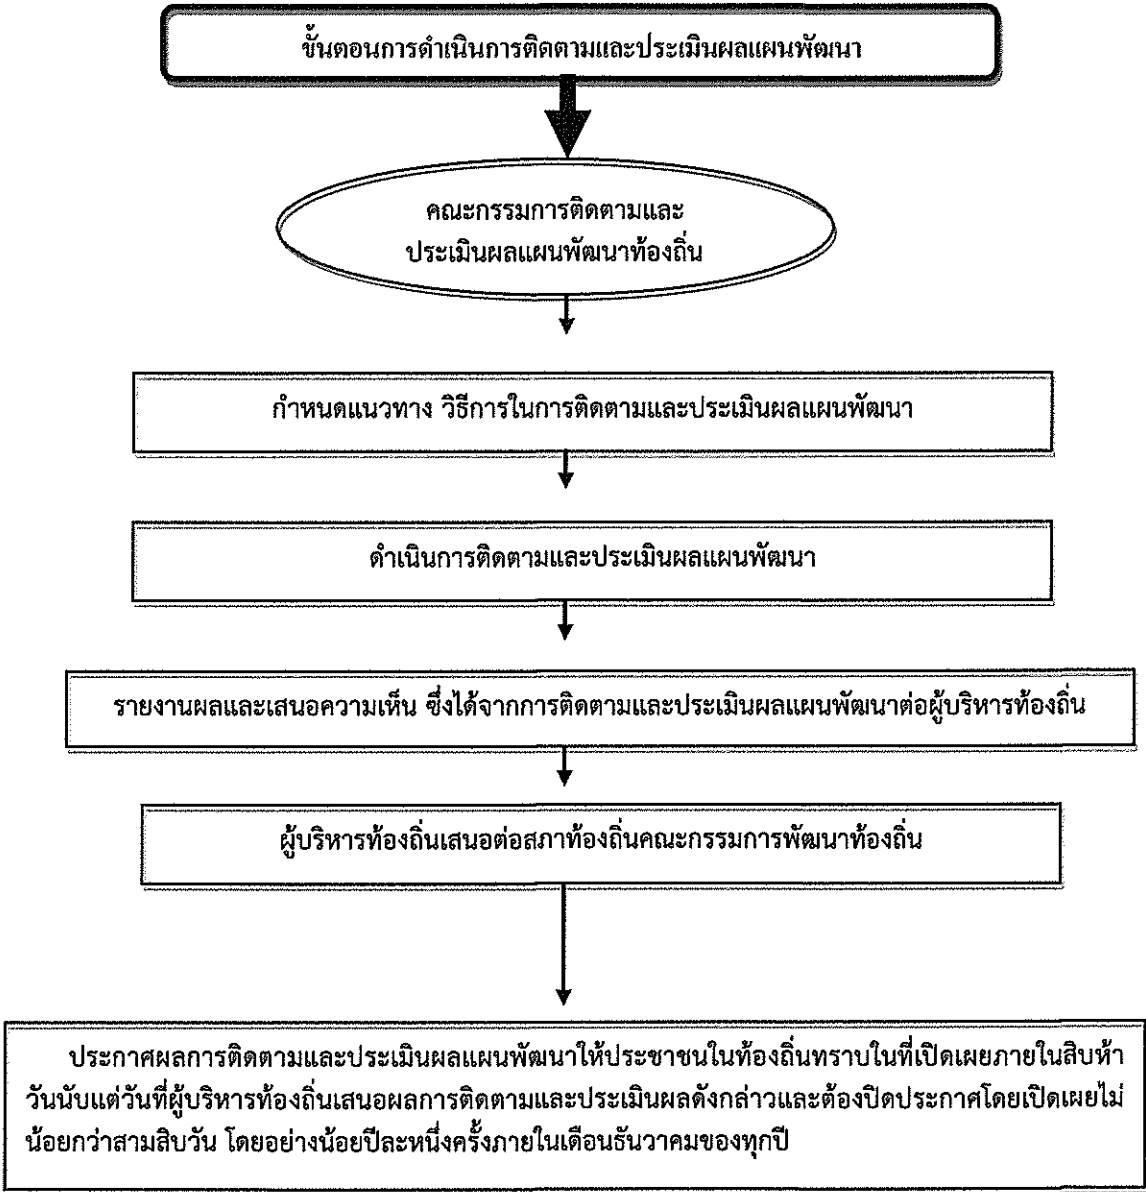 ขั้นตอนการดำเนินการติดตามและประเมินผลแผนพัฒนา
คณะกรรมการติดตามและ
ประเมินผลแผนพัฒนาท้องถิ่น
กำหนดแนวทาง วิธีการในการติดตามและประเมินผลแผนพัฒนา
ดำเนินการติดตามและประเมินผลแผนพัฒนา
รายงานผลและเสนอความเห็น ซึ่งได้จากการติดตามและประเมินผลแผนพัฒนาต่อผู้บริหารท้องถิ่น
ผู้บริหารท้องถิ่นเสนอต่อสภาท้องถิ่นคณะกรรมการพัฒนาท้องถิ่น
ประกาศผลการติดตามและประเมินผลแผนพัฒนาให้ประชาชนในท้องถิ่นทราบในที่เปิดเผยภายในสิบห้า
วันนับแต่วันที่ผู้บริหารท้องถิ่นเสนอผลการติดตามและประเมินผลดังกล่าวและต้องปิดประกาศโดยเปิดเผยไม่
น้อยกว่าสามสิบวัน โดยอย่างน้อยปีละหนึ่งครั้งภายในเดือนธันวาคมของทุกปี